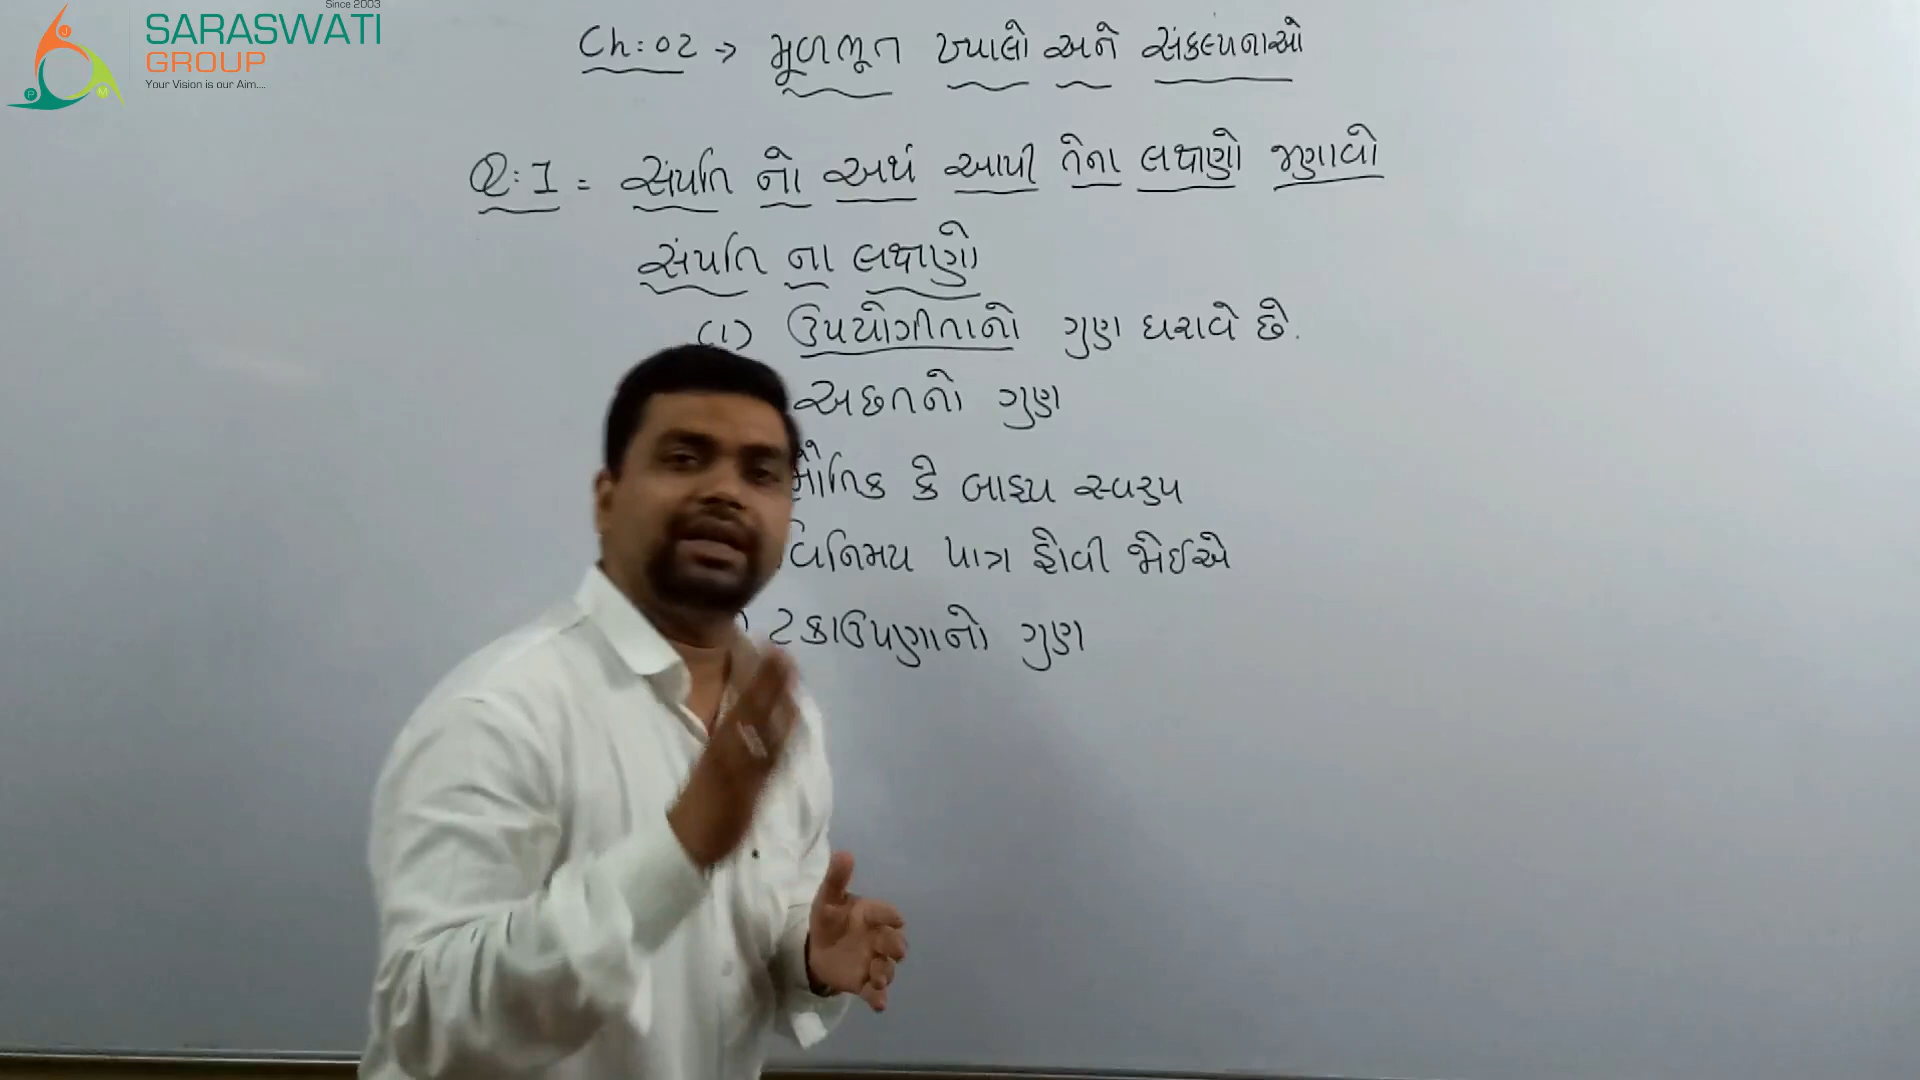 Since 2003
SARASWATI
GROUP
Your Vision is our Aim....
Ch:02 → મૂળભૂત ખ્યાલો અને સંકલ્પનાઓ
Q:1 = સંપતિ નો અર્થ આપી તેના લક્ષણો જણાવો
સંપતિ ના લક્ષણો
(1) ઉપયોગીતાનો ગુણ ધરાવે છે.
અછતનો ગુણ
ભૌતિક કે બાહ્ય સ્વરુપ
વિનિમય પાત્ર હોવી જોઈએ
ટકાઉપણાનો ગુણ